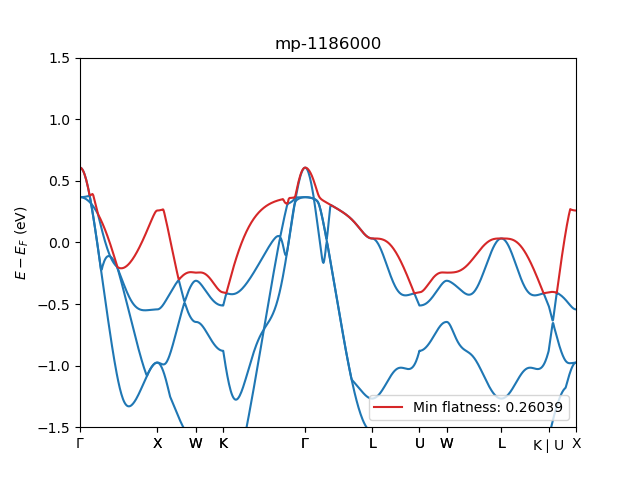 mp-1186000
E − E_F (eV)
1.5
1.0
0.5
0.0
−0.5
−1.0
−1.5
Min flatness: 0.26039
Γ X W K Γ L U W L K | U X